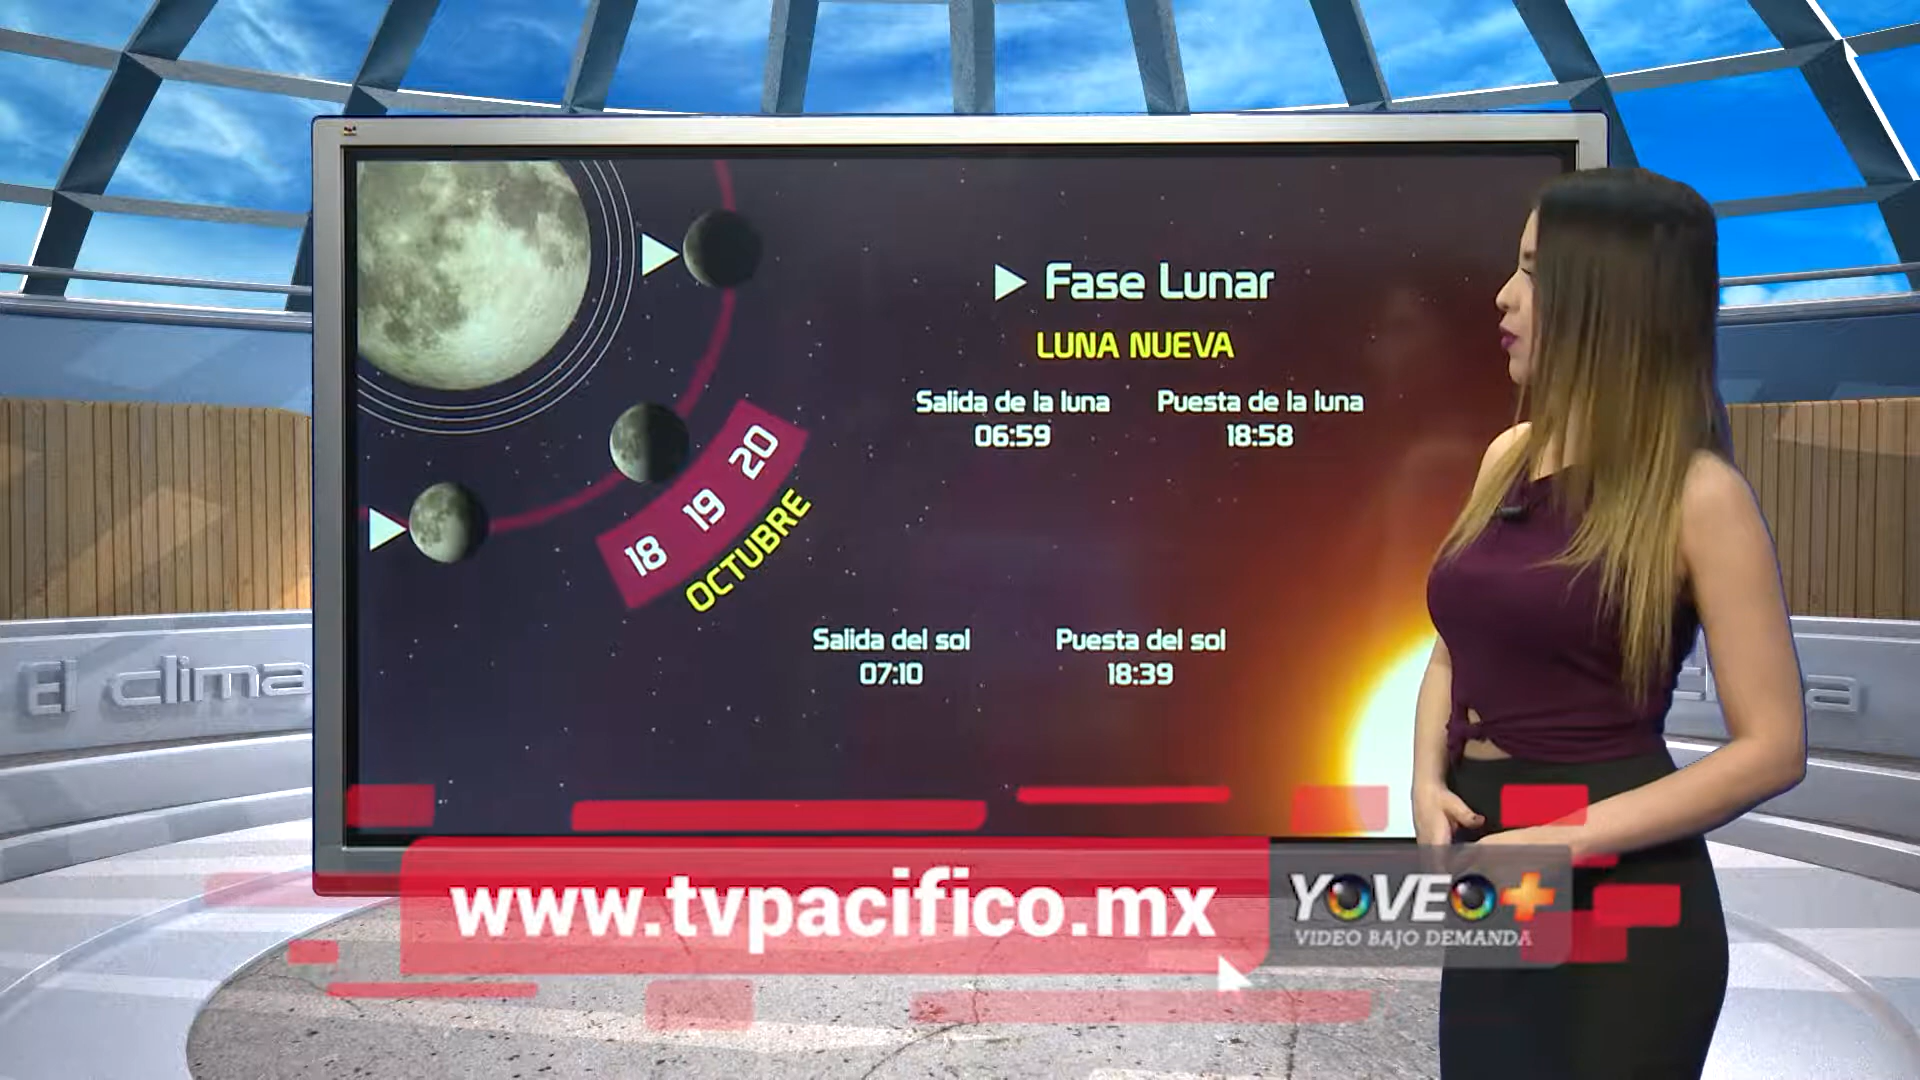 Fase Lunar
LUNA NUEVA
Salida de la luna
06:59
Puesta de la luna
18:58
18 19 20
OCTUBRE
Salida del sol
07:10
Puesta del sol
18:39
El clima
www.tvpacifico.mx
YOVEO+
VIDEO BAJO DEMANDA